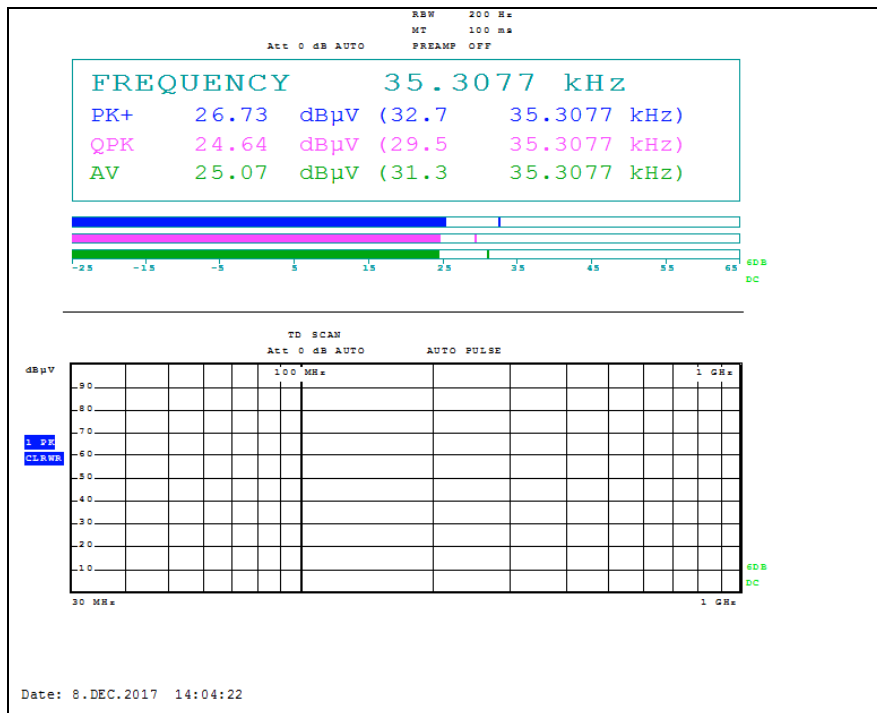 RBW 200 Hz
MT 100 ms
Att 0 dB AUTO PREAMP OFF
FREQUENCY 35.3077 kHz
PK+ 26.73 dBµV (32.7 35.3077 kHz)
QPK 24.64 dBµV (29.5 35.3077 kHz)
AV 25.07 dBµV (31.3 35.3077 kHz)
-25 -15 -5 5 15 25 35 45 55 65
6DB
DC
TD SCAN
Att 0 dB AUTO AUTO PULSE
dBµV
100 MHz 1 GHz
90
80
70
1 PK
CLRWR
60
50
40
30
20
10
6DB
DC
30 MHz 1 GHz
Date: 8.DEC.2017 14:04:22